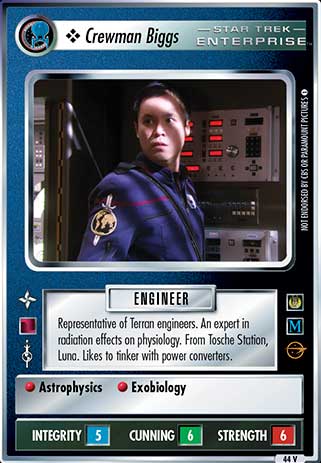 ❖ Crewman Biggs
STAR TREK
ENTERPRISE™
NOT ENDORSED BY CBS OR PARAMOUNT PICTURES
ENGINEER
Representative of Terran engineers. An expert in
radiation effects on physiology. From Tosche Station,
Luna. Likes to tinker with power converters.
M
Astrophysics Exobiology
INTEGRITY 5 CUNNING 6 STRENGTH 6
44 V